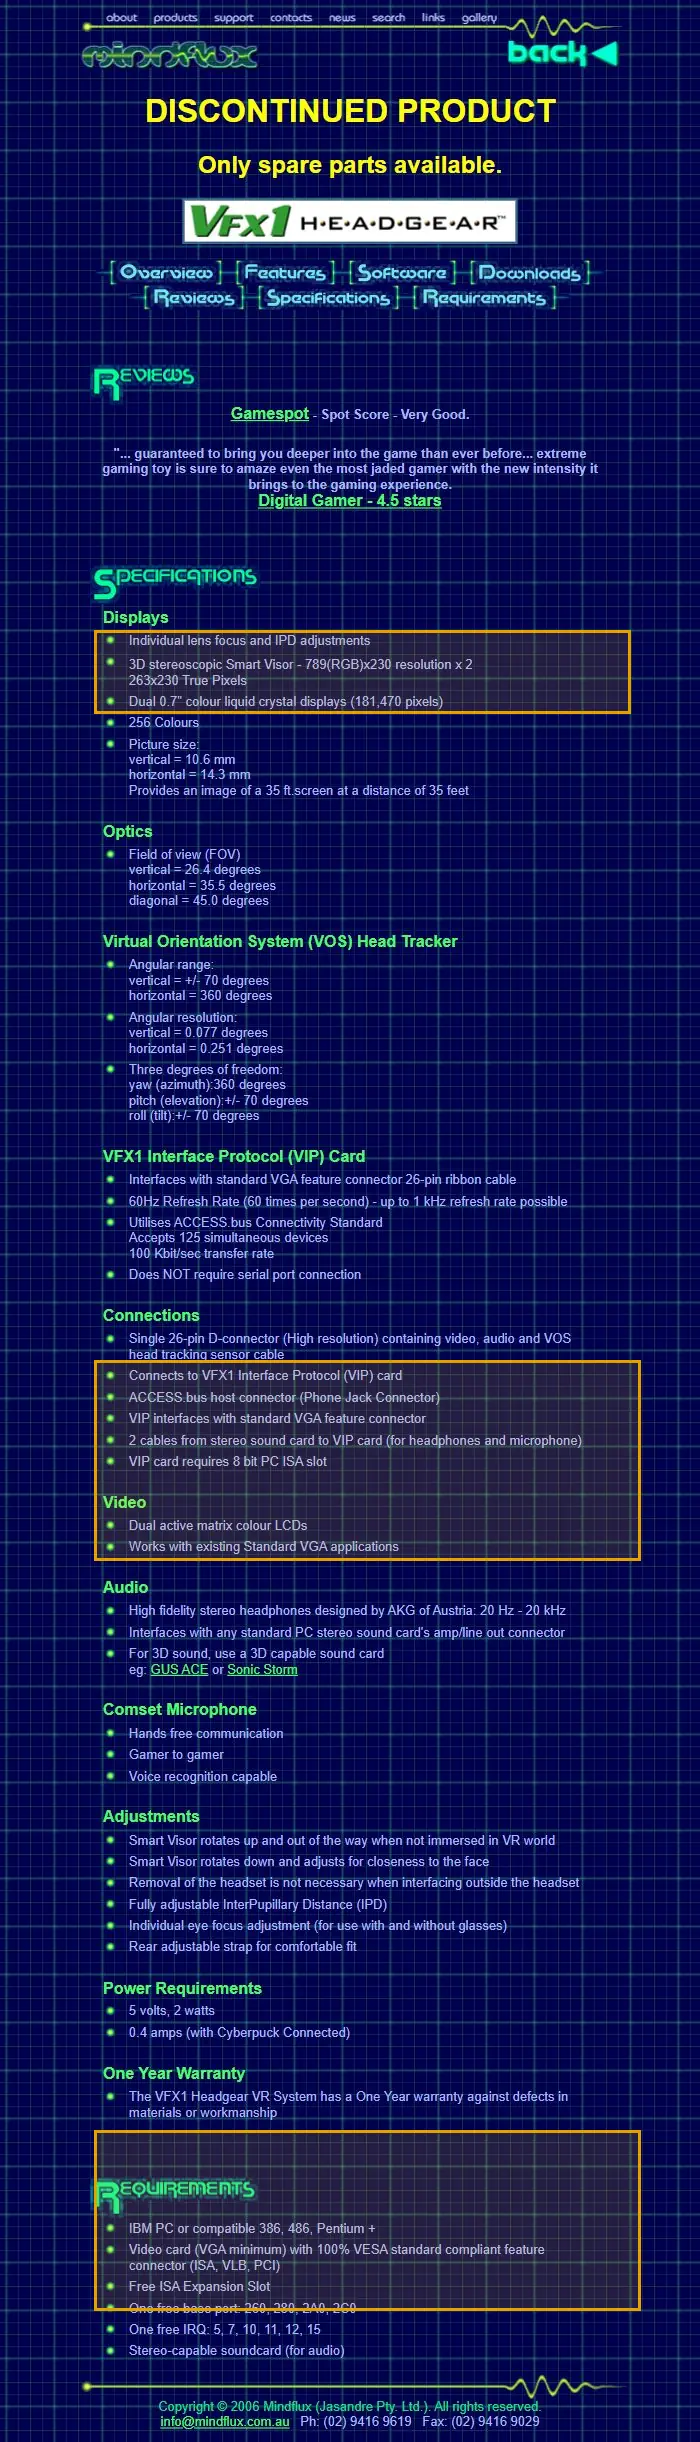 about products support contacts news search links gallery
mindflux
back
DISCONTINUED PRODUCT
Only spare parts available.
VFX1 H·E·A·D·G·E·A·R™
Overview Features Software Downloads
Reviews Specifications Requirements
Reviews
Gamespot - Spot Score - Very Good.
"... guaranteed to bring you deeper into the game than ever before... extreme
gaming toy is sure to amaze even the most jaded gamer with the new intensity it
brings to the gaming experience.
Digital Gamer - 4.5 stars
Specifications
Displays
Individual lens focus and IPD adjustments
3D stereoscopic Smart Visor - 789(RGB)x230 resolution x 2
263x230 True Pixels
Dual 0.7" colour liquid crystal displays (181,470 pixels)
256 Colours
Picture size:
vertical = 10.6 mm
horizontal = 14.3 mm
Provides an image of a 35 ft.screen at a distance of 35 feet
Optics
Field of view (FOV)
vertical = 26.4 degrees
horizontal = 35.5 degrees
diagonal = 45.0 degrees
Virtual Orientation System (VOS) Head Tracker
Angular range:
vertical = +/- 70 degrees
horizontal = 360 degrees
Angular resolution:
vertical = 0.077 degrees
horizontal = 0.251 degrees
Three degrees of freedom:
yaw (azimuth):360 degrees
pitch (elevation):+/- 70 degrees
roll (tilt):+/- 70 degrees
VFX1 Interface Protocol (VIP) Card
Interfaces with standard VGA feature connector 26-pin ribbon cable
60Hz Refresh Rate (60 times per second) - up to 1 kHz refresh rate possible
Utilises ACCESS.bus Connectivity Standard
Accepts 125 simultaneous devices
100 Kbit/sec transfer rate
Does NOT require serial port connection
Connections
Single 26-pin D-connector (High resolution) containing video, audio and VOS
head tracking sensor cable
Connects to VFX1 Interface Protocol (VIP) card
ACCESS.bus host connector (Phone Jack Connector)
VIP interfaces with standard VGA feature connector
2 cables from stereo sound card to VIP card (for headphones and microphone)
VIP card requires 8 bit PC ISA slot
Video
Dual active matrix colour LCDs
Works with existing Standard VGA applications
Audio
High fidelity stereo headphones designed by AKG of Austria: 20 Hz - 20 kHz
Interfaces with any standard PC stereo sound card's amp/line out connector
For 3D sound, use a 3D capable sound card
eg: GUS ACE or Sonic Storm
Comset Microphone
Hands free communication
Gamer to gamer
Voice recognition capable
Adjustments
Smart Visor rotates up and out of the way when not immersed in VR world
Smart Visor rotates down and adjusts for closeness to the face
Removal of the headset is not necessary when interfacing outside the headset
Fully adjustable InterPupillary Distance (IPD)
Individual eye focus adjustment (for use with and without glasses)
Rear adjustable strap for comfortable fit
Power Requirements
5 volts, 2 watts
0.4 amps (with Cyberpuck Connected)
One Year Warranty
The VFX1 Headgear VR System has a One Year warranty against defects in
materials or workmanship
Requirements
IBM PC or compatible 386, 486, Pentium +
Video card (VGA minimum) with 100% VESA standard compliant feature
connector (ISA, VLB, PCI)
Free ISA Expansion Slot
One free base port: 260, 280, 2A0, 2C0
One free IRQ: 5, 7, 10, 11, 12, 15
Stereo-capable soundcard (for audio)
Copyright © 2006 Mindflux (Jasandre Pty. Ltd.). All rights reserved.
info@mindflux.com.au Ph: (02) 9416 9619 Fax: (02) 9416 9029